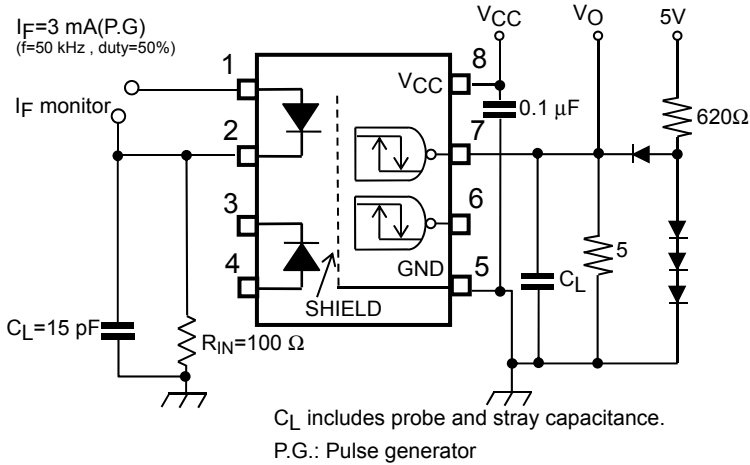 IF=3 mA(P.G)
(f=50 kHz , duty=50%)
VCC
VO
5V
1
8
VCC
IF monitor
0.1 μF
620Ω
2
7
3
6
4
GND
5
5
CL
SHIELD
CL=15 pF
RIN=100 Ω
CL includes probe and stray capacitance.
P.G.: Pulse generator